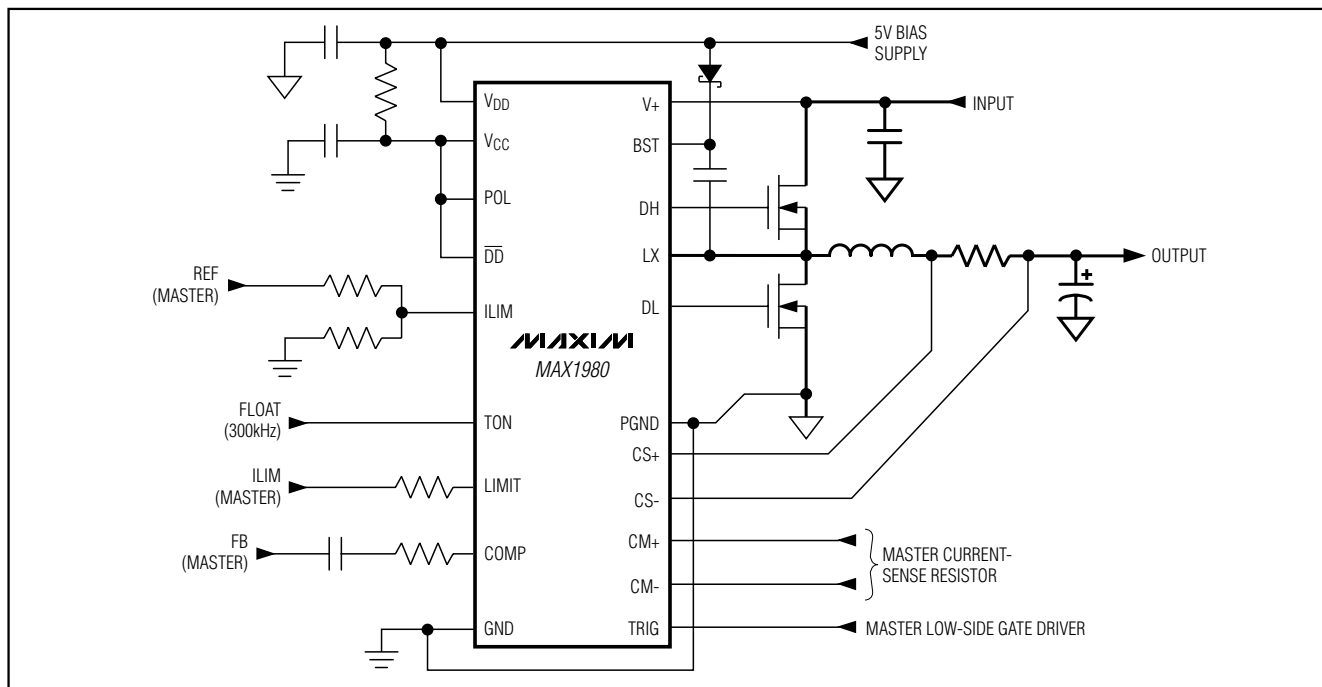 5V BIAS
SUPPLY
VDD
V+
INPUT
VCC
BST
POL
DH
DD
LX
OUTPUT
REF
(MASTER)
ILIM
DL
MAXIM
MAX1980
FLOAT
(300kHz)
TON
PGND
CS+
ILIM
(MASTER)
LIMIT
CS-
FB
(MASTER)
COMP
CM+
MASTER CURRENT-
SENSE RESISTOR
CM-
GND
TRIG
MASTER LOW-SIDE GATE DRIVER
+